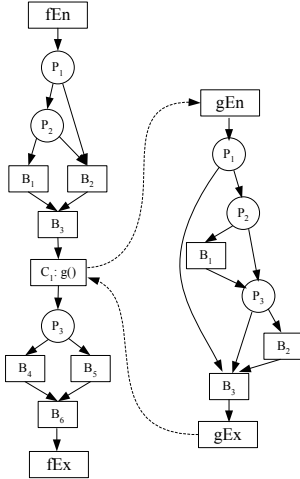 fEn
P1
P2
B1 B2
B3
C1: g()
P3
B4 B5
B6
fEx
gEn
P1
P2
B1
P3
B2
B3
gEx